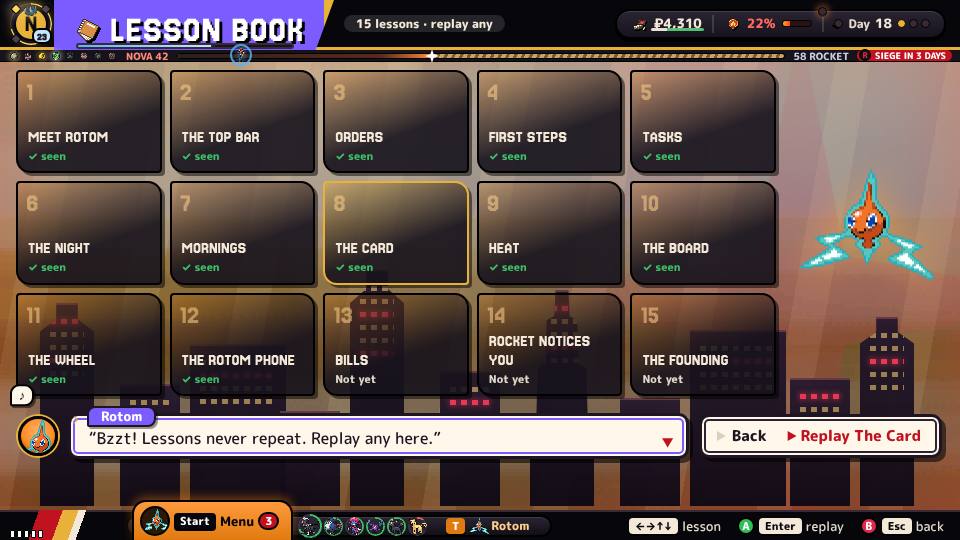 N
23
LESSON BOOK
15 lessons · replay any
₽4,310
22%
Day 18
NOVA 42
58 ROCKET
R SIEGE IN 3 DAYS
1
MEET ROTOM
✓ seen
2
THE TOP BAR
✓ seen
3
ORDERS
✓ seen
4
FIRST STEPS
✓ seen
5
TASKS
✓ seen
6
THE NIGHT
✓ seen
7
MORNINGS
✓ seen
8
THE CARD
✓ seen
9
HEAT
✓ seen
10
THE BOARD
✓ seen
11
THE WHEEL
✓ seen
12
THE ROTOM PHONE
✓ seen
13
BILLS
Not yet
14
ROCKET NOTICES
YOU
Not yet
15
THE FOUNDING
Not yet
♪
Rotom
“Bzzt! Lessons never repeat. Replay any here.”
Back
Replay The Card
Start Menu 3
T Rotom
←→↑↓ lesson
A Enter replay
B Esc back